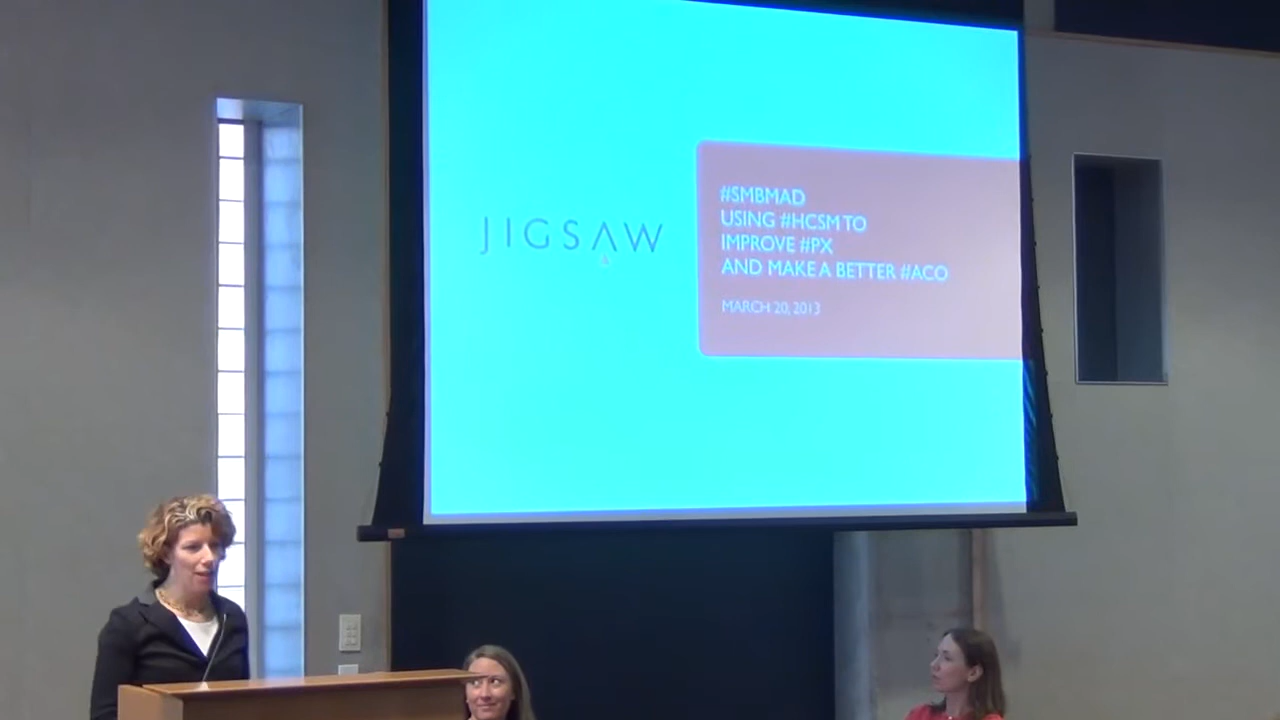 JIGSAW
#SMBMAD
USING #HCSM TO
IMPROVE #PX
AND MAKE A BETTER #ACO
MARCH 20, 2013